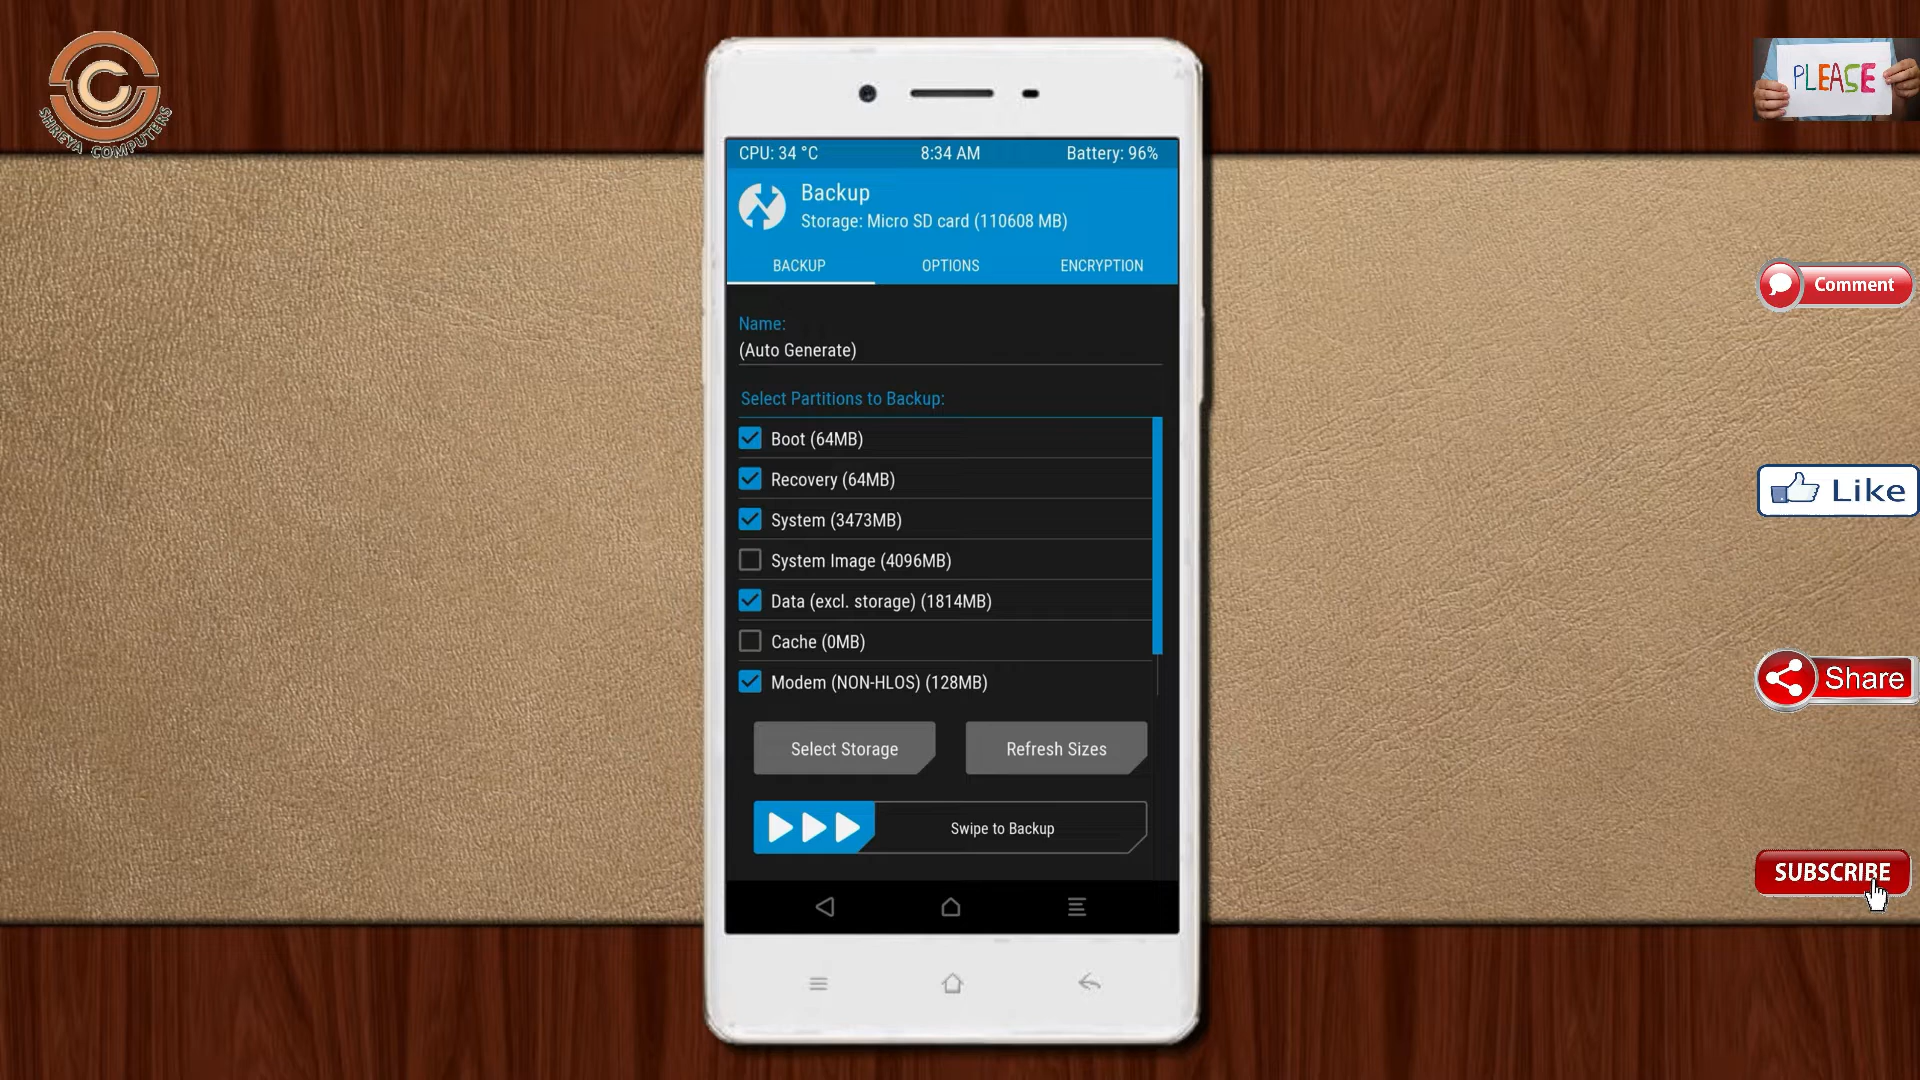 SHREYA COMPUTERS
PLEASE
CPU: 34 °C 8:34 AM Battery: 96%
Backup
Storage: Micro SD card (110608 MB)
BACKUP OPTIONS ENCRYPTION
Name:
(Auto Generate)
Select Partitions to Backup:
Boot (64MB)
Recovery (64MB)
System (3473MB)
System Image (4096MB)
Data (excl. storage) (1814MB)
Cache (0MB)
Modem (NON-HLOS) (128MB)
Select Storage Refresh Sizes
Swipe to Backup
Comment
Like
Share
SUBSCRIBE